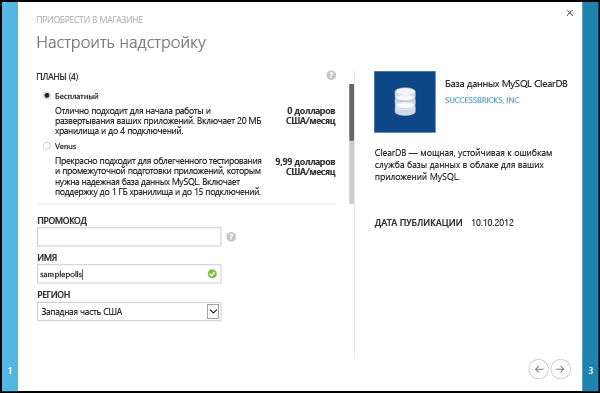 ПРИОБРЕСТИ В МАГАЗИНЕ
Настроить надстройку
ПЛАНЫ (4)
?
Бесплатный
Отлично подходит для начала работы и
развертывания ваших приложений. Включает 20 МБ
хранилища и до 4 подключений.
0 долларов
США/месяц
Venus
Прекрасно подходит для облегченного тестирования
и промежуточной подготовки приложений, которым
нужна надежная база данных MySQL. Включает
поддержку до 1 ГБ хранилища и до 15 подключений.
9,99 долларов
США/месяц
ПРОМОКОД
?
ИМЯ
samplepolls
РЕГИОН
Западная часть США
База данных MySQL ClearDB
SUCCESSBRICKS, INC
ClearDB — мощная, устойчивая к ошибкам
служба базы данных в облаке для ваших
приложений MySQL.
ДАТА ПУБЛИКАЦИИ 10.10.2012
1
3